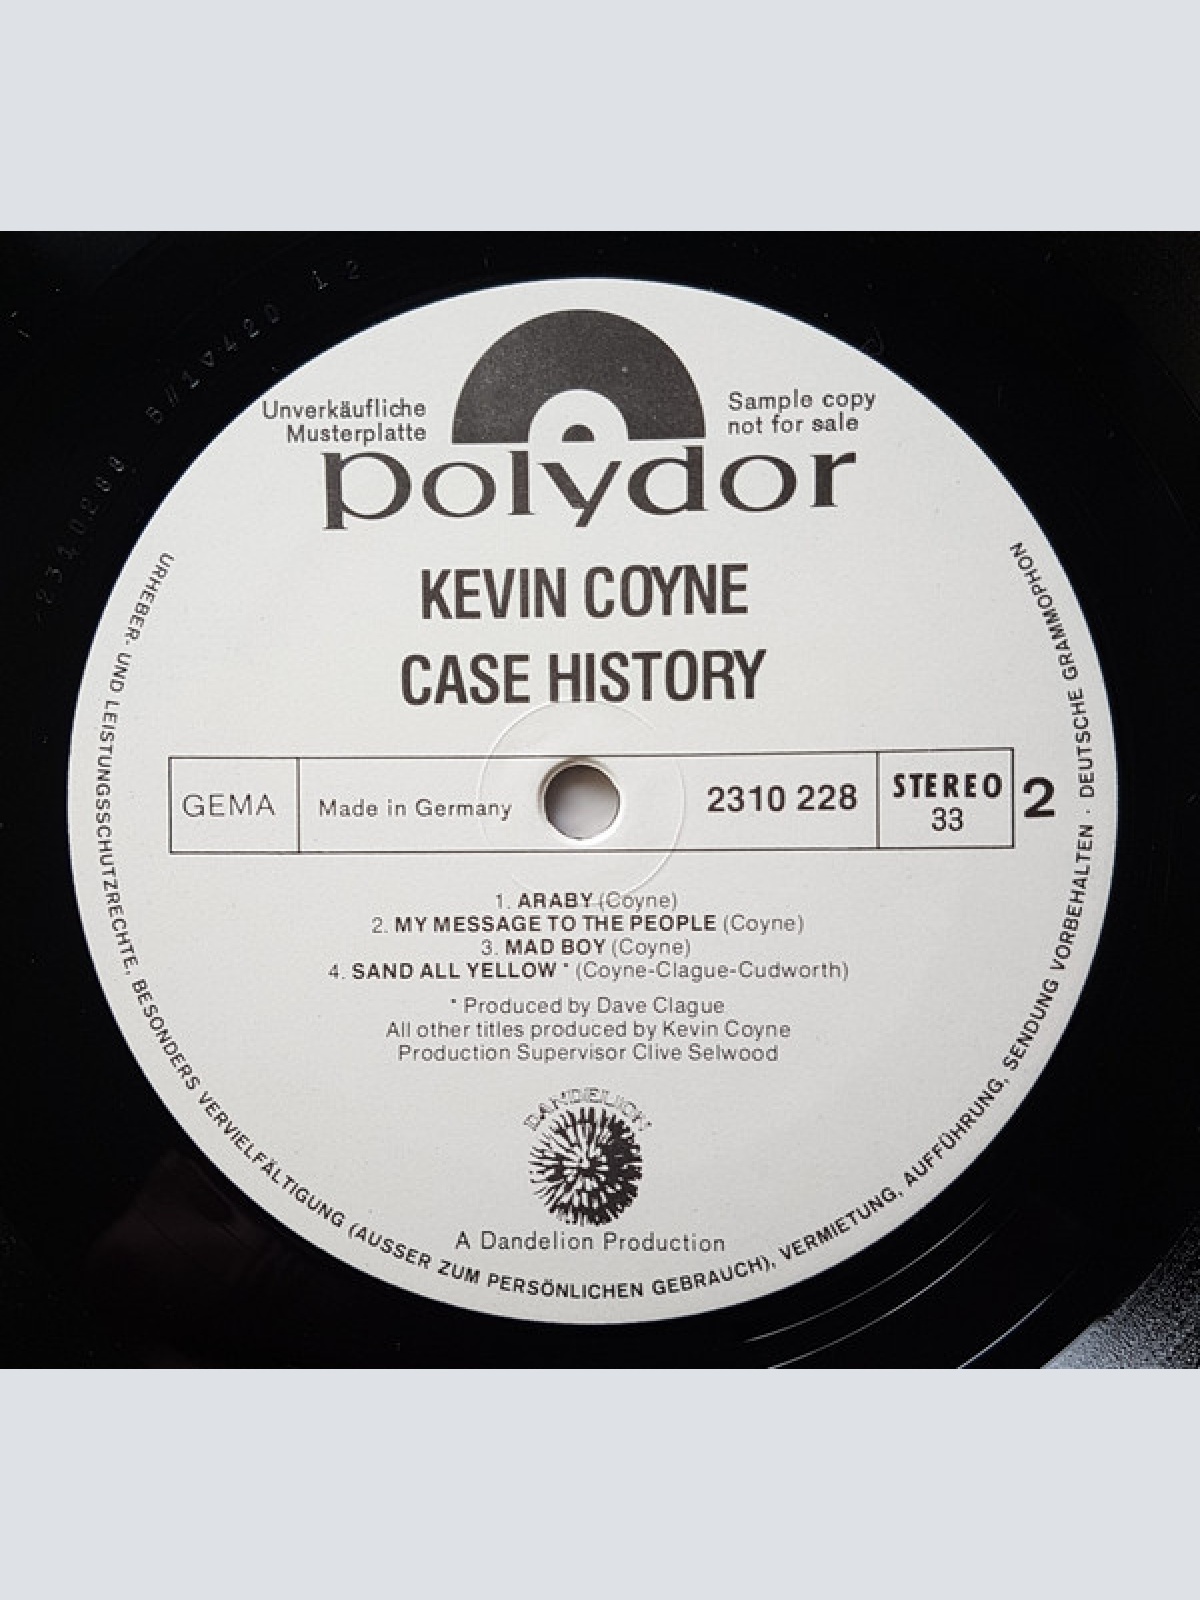 Unverkäufliche
Musterplatte
Sample copy
not for sale
polydor
KEVIN COYNE
CASE HISTORY
GEMA
Made in Germany
2310 228
STEREO
33
2
1. ARABY (Coyne)
2. MY MESSAGE TO THE PEOPLE (Coyne)
3. MAD BOY (Coyne)
4. SAND ALL YELLOW * (Coyne-Clague-Cudworth)
* Produced by Dave Clague
All other titles produced by Kevin Coyne
Production Supervisor Clive Selwood
DANDELION
A Dandelion Production
URHEBER- UND LEISTUNGSSCHUTZRECHTE, BESONDERS VERVIELFÄLTIGUNG (AUSSER ZUM PERSÖNLICHEN GEBRAUCH), VERMIETUNG, AUFFÜHRUNG, SENDUNG VORBEHALTEN · DEUTSCHE GRAMMOPHON